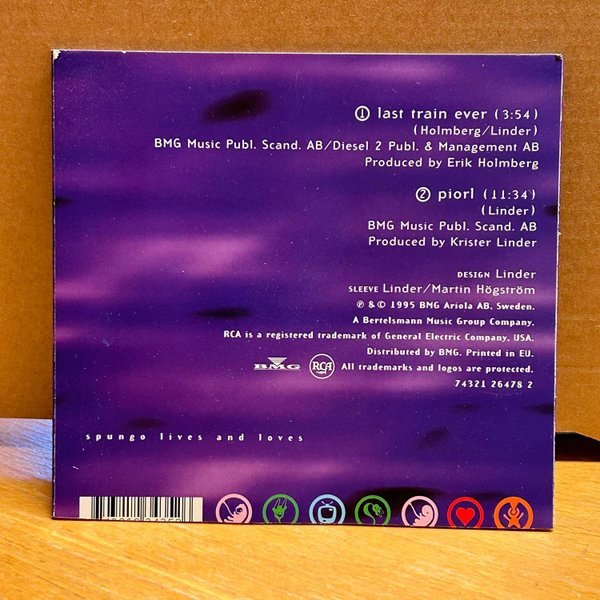 ① last train ever (3:54)
(Holmberg/Linder)
BMG Music Publ. Scand. AB/Diesel 2 Publ. & Management AB
Produced by Erik Holmberg
② piorl (11:34)
(Linder)
BMG Music Publ. Scand. AB
Produced by Krister Linder
DESIGN Linder
SLEEVE Linder/Martin Högström
℗ & © 1995 BMG Ariola AB, Sweden.
A Bertelsmann Music Group Company.
RCA is a registered trademark of General Electric Company, USA.
Distributed by BMG. Printed in EU.
BMG RCA All trademarks and logos are protected.
74321 26478 2
spungo lives and loves